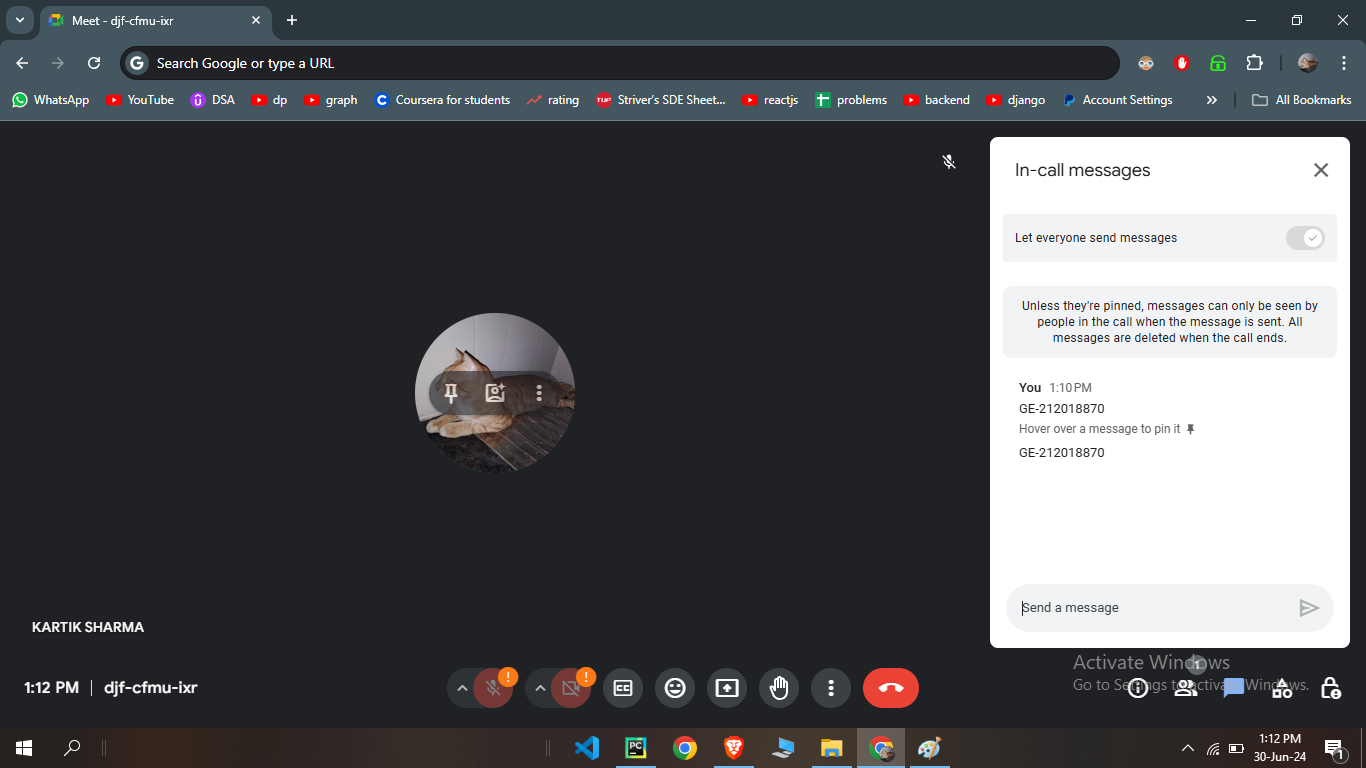 Meet - djf-cfmu-ixr
Search Google or type a URL
WhatsApp
YouTube
DSA
dp
graph
Coursera for students
rating
Striver's SDE Sheet...
reactjs
problems
backend
django
Account Settings
All Bookmarks
In-call messages
Let everyone send messages
Unless they're pinned, messages can only be seen by
people in the call when the message is sent. All
messages are deleted when the call ends.
You 1:10 PM
GE-212018870
Hover over a message to pin it
GE-212018870
Send a message
KARTIK SHARMA
1:12 PM | djf-cfmu-ixr
1
Activate Windows
Go to Settings to activate Windows.
1:12 PM
30-Jun-24
1